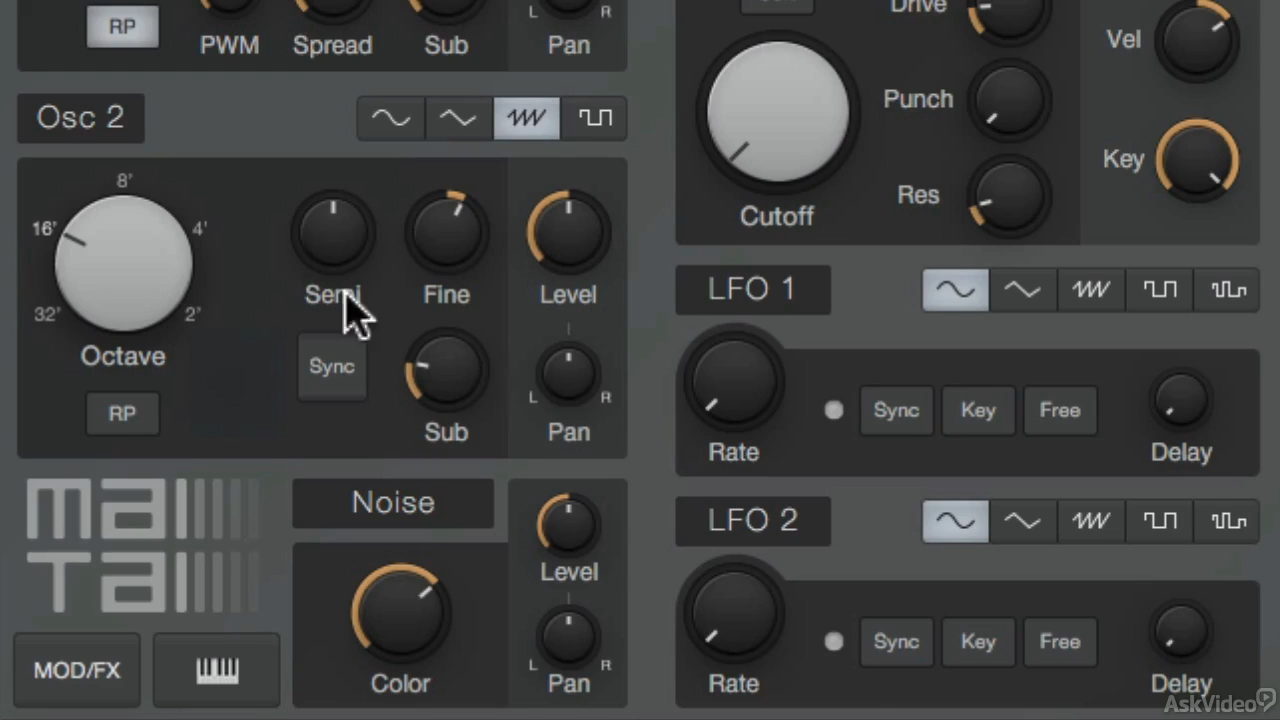 RP
PWM
Spread
Sub
L
R
Pan
Osc 2
8'
16'
4'
32'
2'
Octave
RP
Semi
Fine
Level
Sync
Sub
L
R
Pan
mai
Tai
Noise
Color
Level
L
R
Pan
MOD/FX
Drive
Vel
Punch
Key
Res
Cutoff
LFO 1
Rate
Sync
Key
Free
Delay
LFO 2
Rate
Sync
Key
Free
Delay
AskVideo